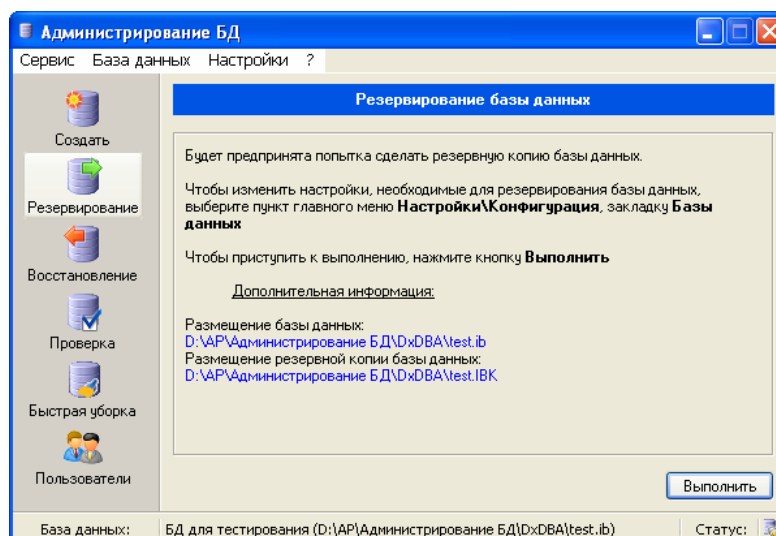 Администрирование БД
Сервис База данных Настройки ?
Резервирование базы данных
Создать
Резервирование
Восстановление
Проверка
Быстрая уборка
Пользователи
Будет предпринята попытка сделать резервную копию базы данных.
Чтобы изменить настройки, необходимые для резервирования базы данных,
выберите пункт главного меню Настройки\Конфигурация, закладку Базы
данных
Чтобы приступить к выполнению, нажмите кнопку Выполнить
Дополнительная информация:
Размещение базы данных:
D:\AP\Администрирование БД\DxDBA\test.ib
Размещение резервной копии базы данных:
D:\AP\Администрирование БД\DxDBA\test.IBK
Выполнить
База данных: БД для тестирования (D:\AP\Администрирование БД\DxDBA\test.ib) Статус: